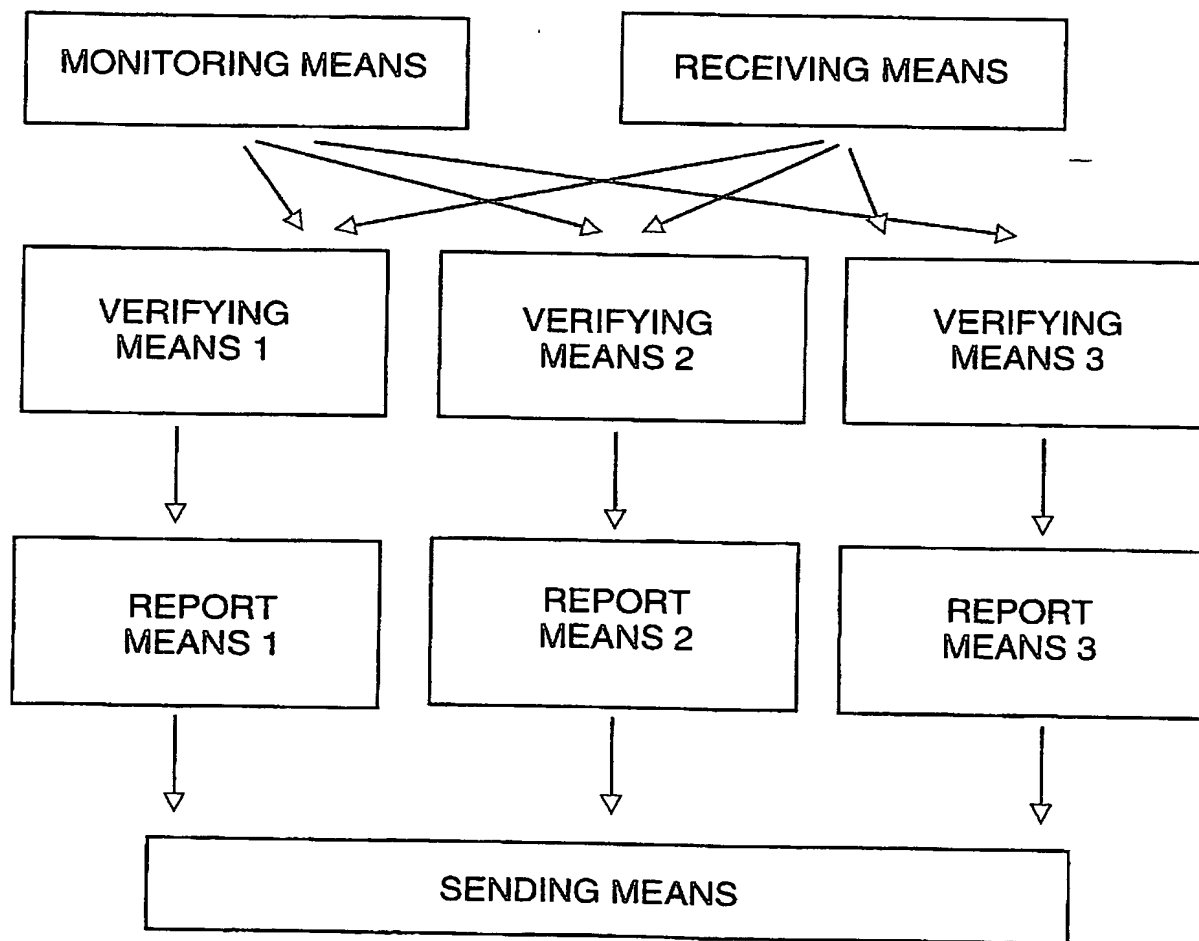 MONITORING MEANS
RECEIVING MEANS
VERIFYING
MEANS 1
VERIFYING
MEANS 2
VERIFYING
MEANS 3
REPORT
MEANS 1
REPORT
MEANS 2
REPORT
MEANS 3
SENDING MEANS